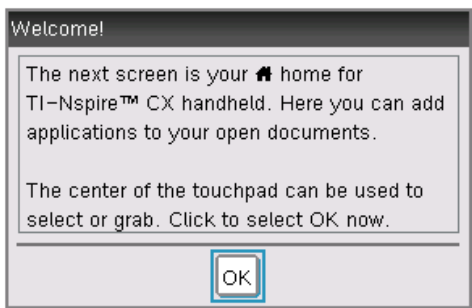 Welcome!
The next screen is your home for
TI-Nspire™ CX handheld. Here you can add
applications to your open documents.
The center of the touchpad can be used to
select or grab. Click to select OK now.
OK